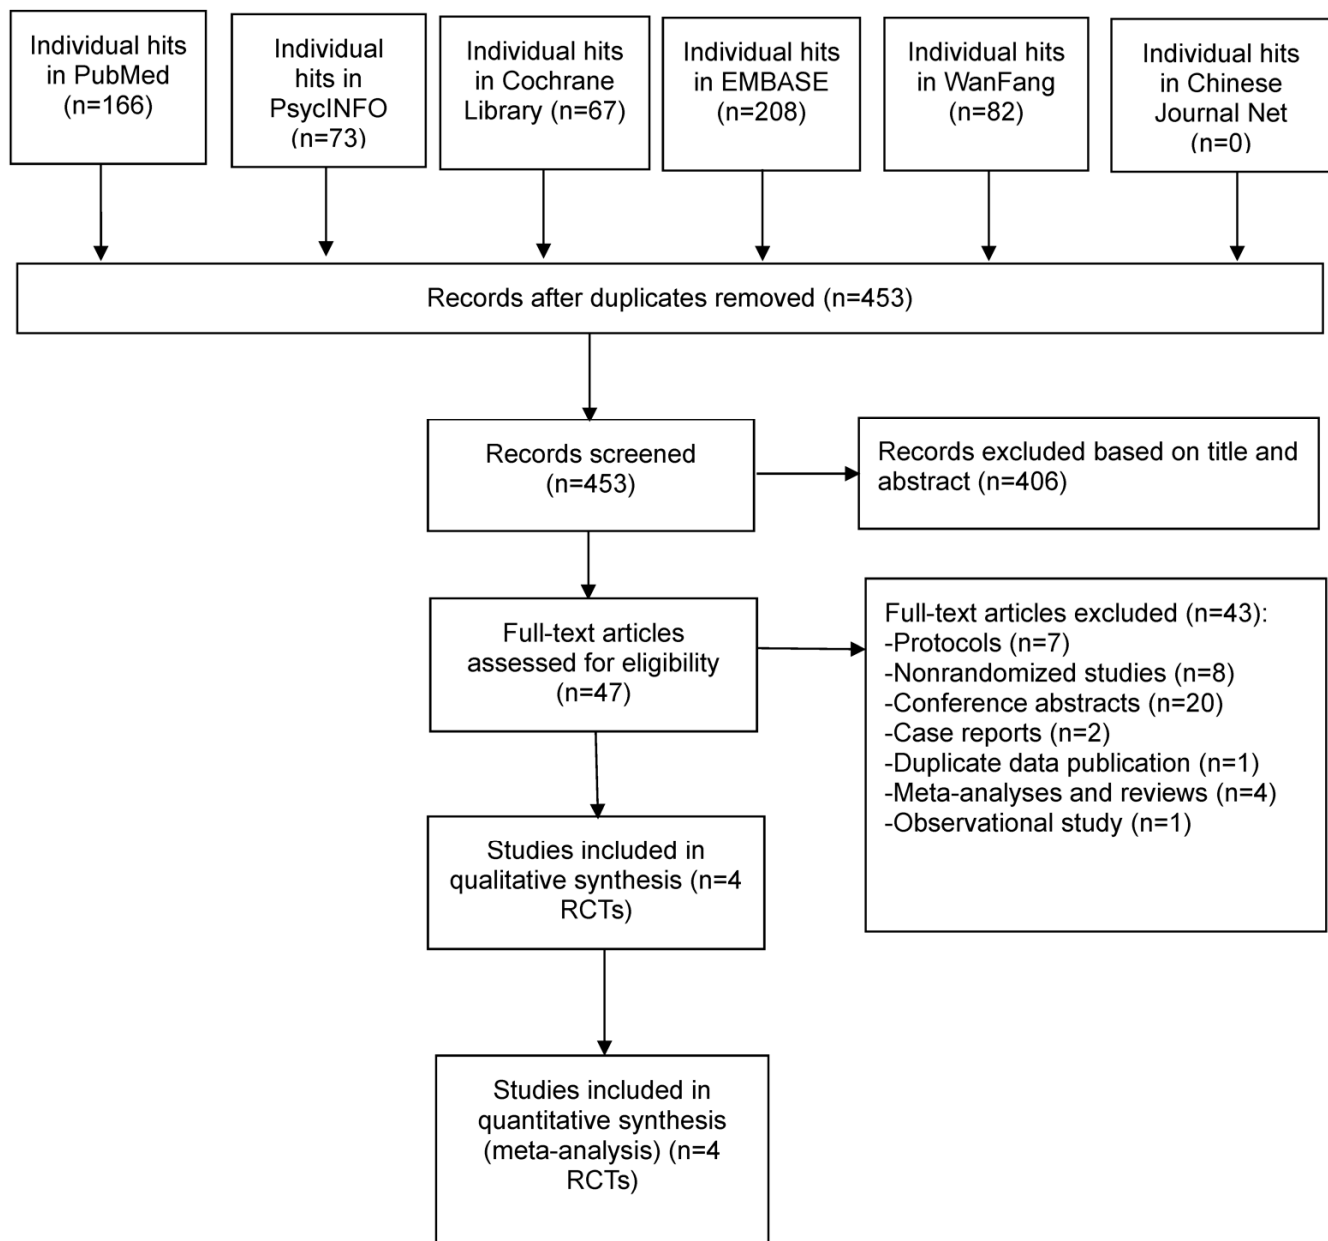 Individual hits
in PubMed
(n=166)
Individual
hits in
PsycINFO
(n=73)
Individual hits
in Cochrane
Library (n=67)
Individual hits
in EMBASE
(n=208)
Individual hits
in WanFang
(n=82)
Individual hits
in Chinese
Journal Net
(n=0)
Records after duplicates removed (n=453)
Records screened
(n=453)
Records excluded based on title and
abstract (n=406)
Full-text articles
assessed for eligibility
(n=47)
Full-text articles excluded (n=43):
-Protocols (n=7)
-Nonrandomized studies (n=8)
-Conference abstracts (n=20)
-Case reports (n=2)
-Duplicate data publication (n=1)
-Meta-analyses and reviews (n=4)
-Observational study (n=1)
Studies included in
qualitative synthesis (n=4
RCTs)
Studies included in
quantitative synthesis
(meta-analysis) (n=4
RCTs)